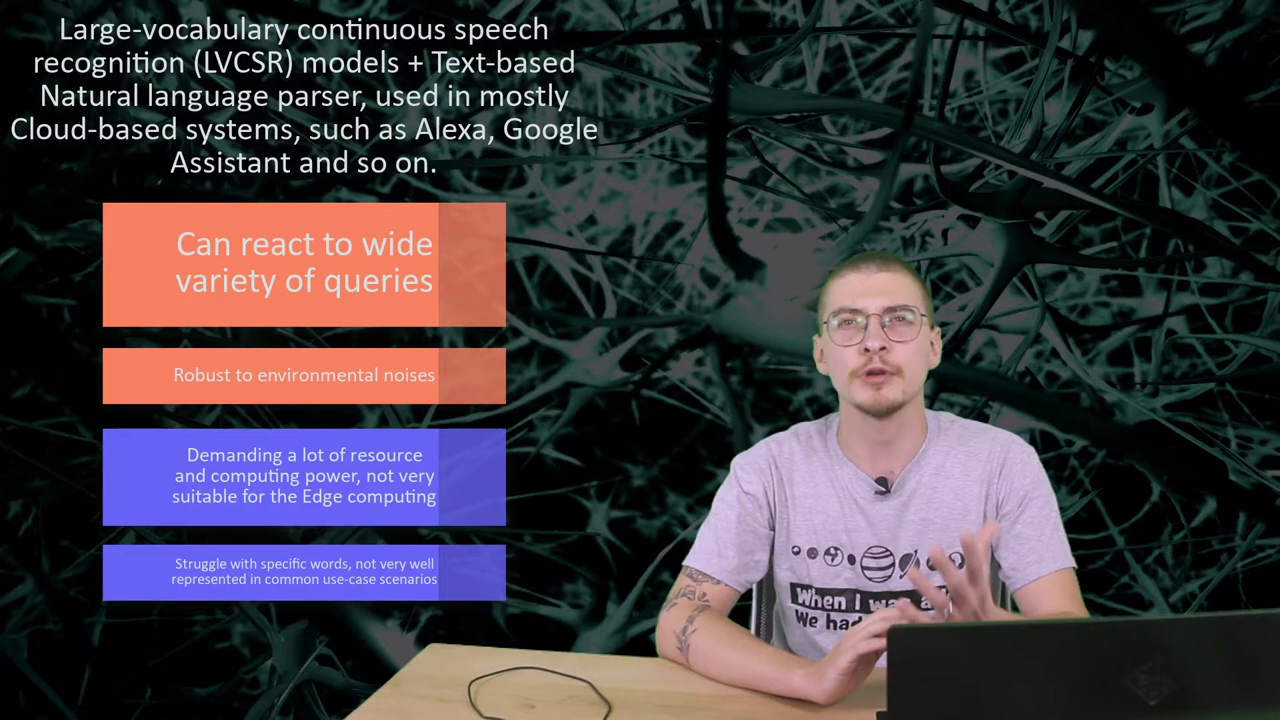 Large-vocabulary continuous speech
recognition (LVCSR) models + Text-based
Natural language parser, used in mostly
Cloud-based systems, such as Alexa, Google
Assistant and so on.
Can react to wide
variety of queries
Robust to environmental noises
Demanding a lot of resource
and computing power, not very
suitable for the Edge computing
Struggle with specific words, not very well
represented in common use-case scenarios
When I
We had